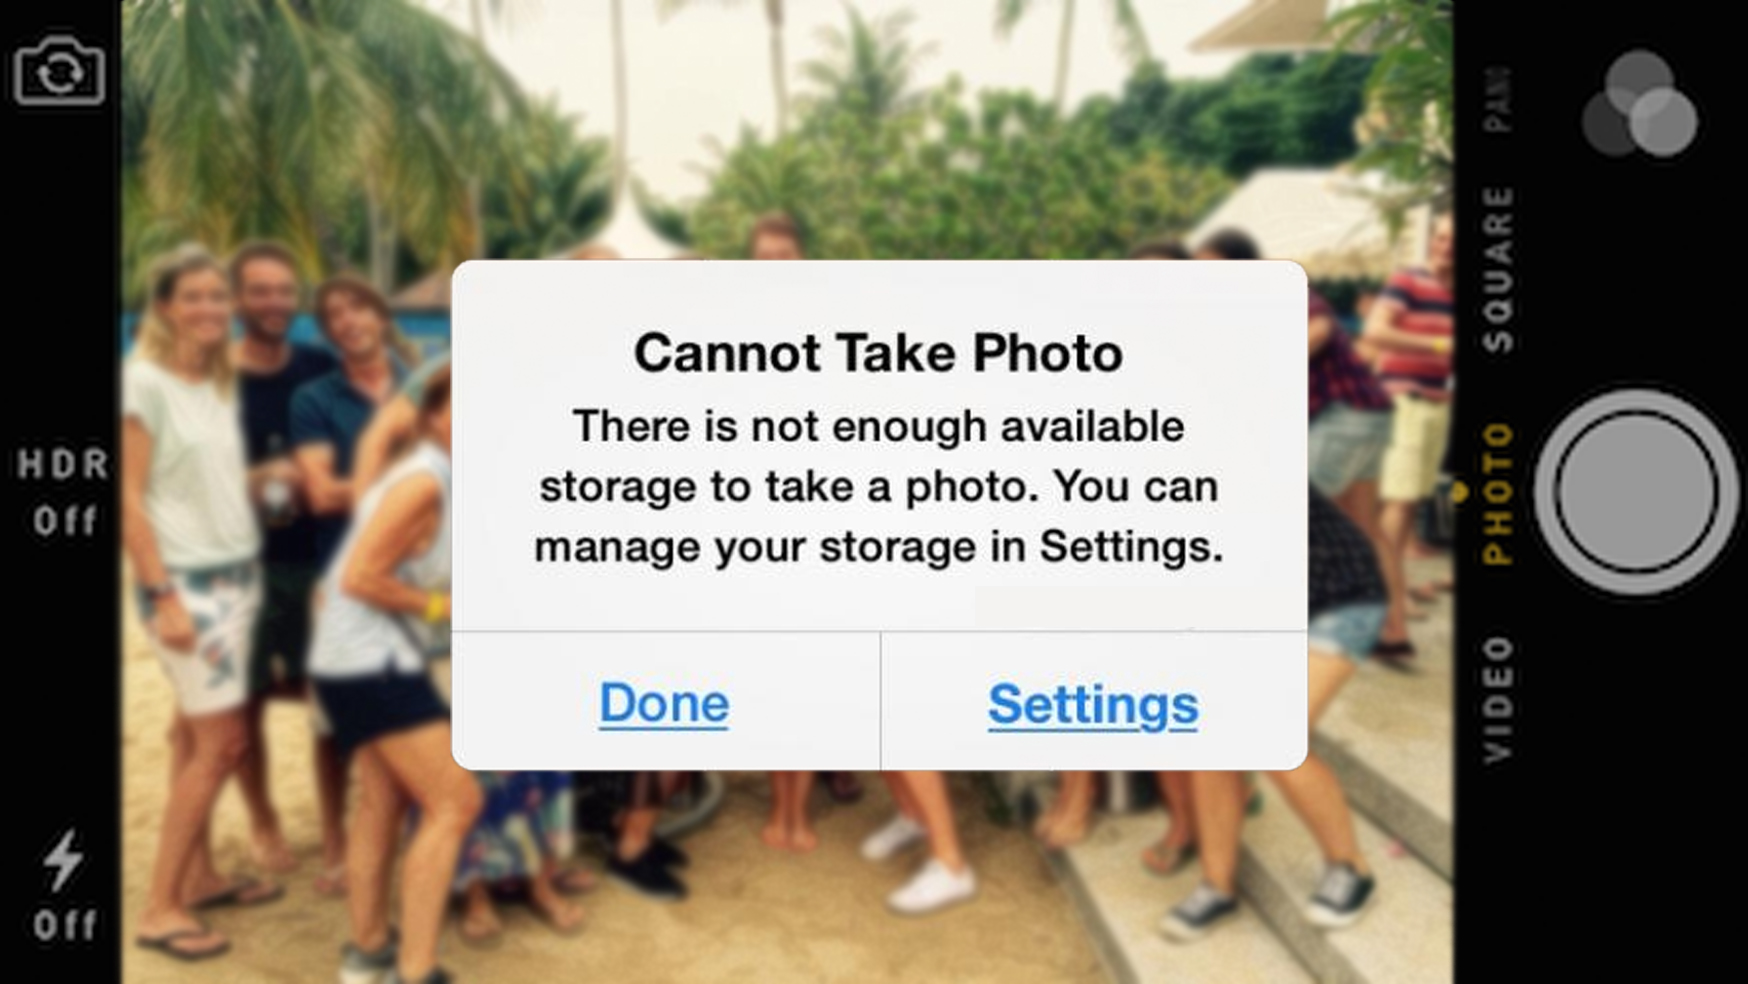 HDR
Off
Off
Cannot Take Photo
There is not enough available
storage to take a photo. You can
manage your storage in Settings.
Done
Settings
PANO
SQUARE
PHOTO
VIDEO